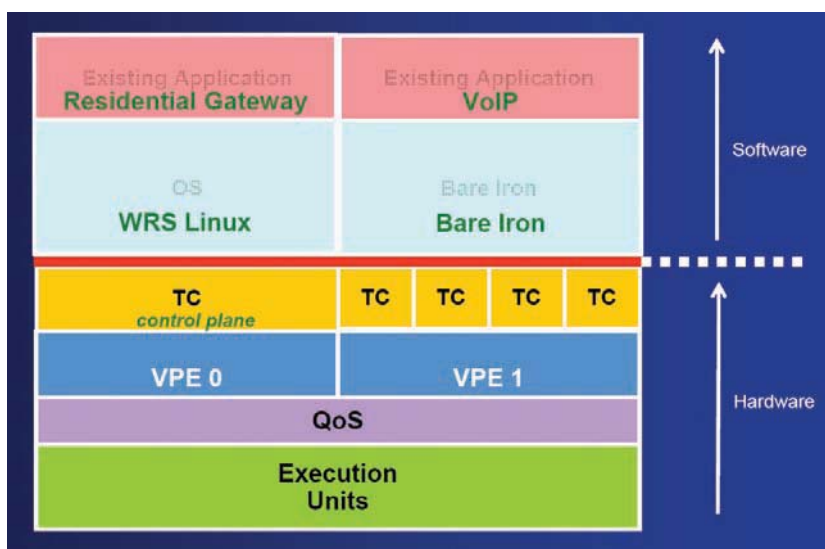 Existing Application
Residential Gateway
Existing Application
VoIP
Software
OS
WRS Linux
Bare Iron
Bare Iron
TC
control plane
TC
TC
TC
TC
VPE 0
VPE 1
Hardware
QoS
Execution
Units